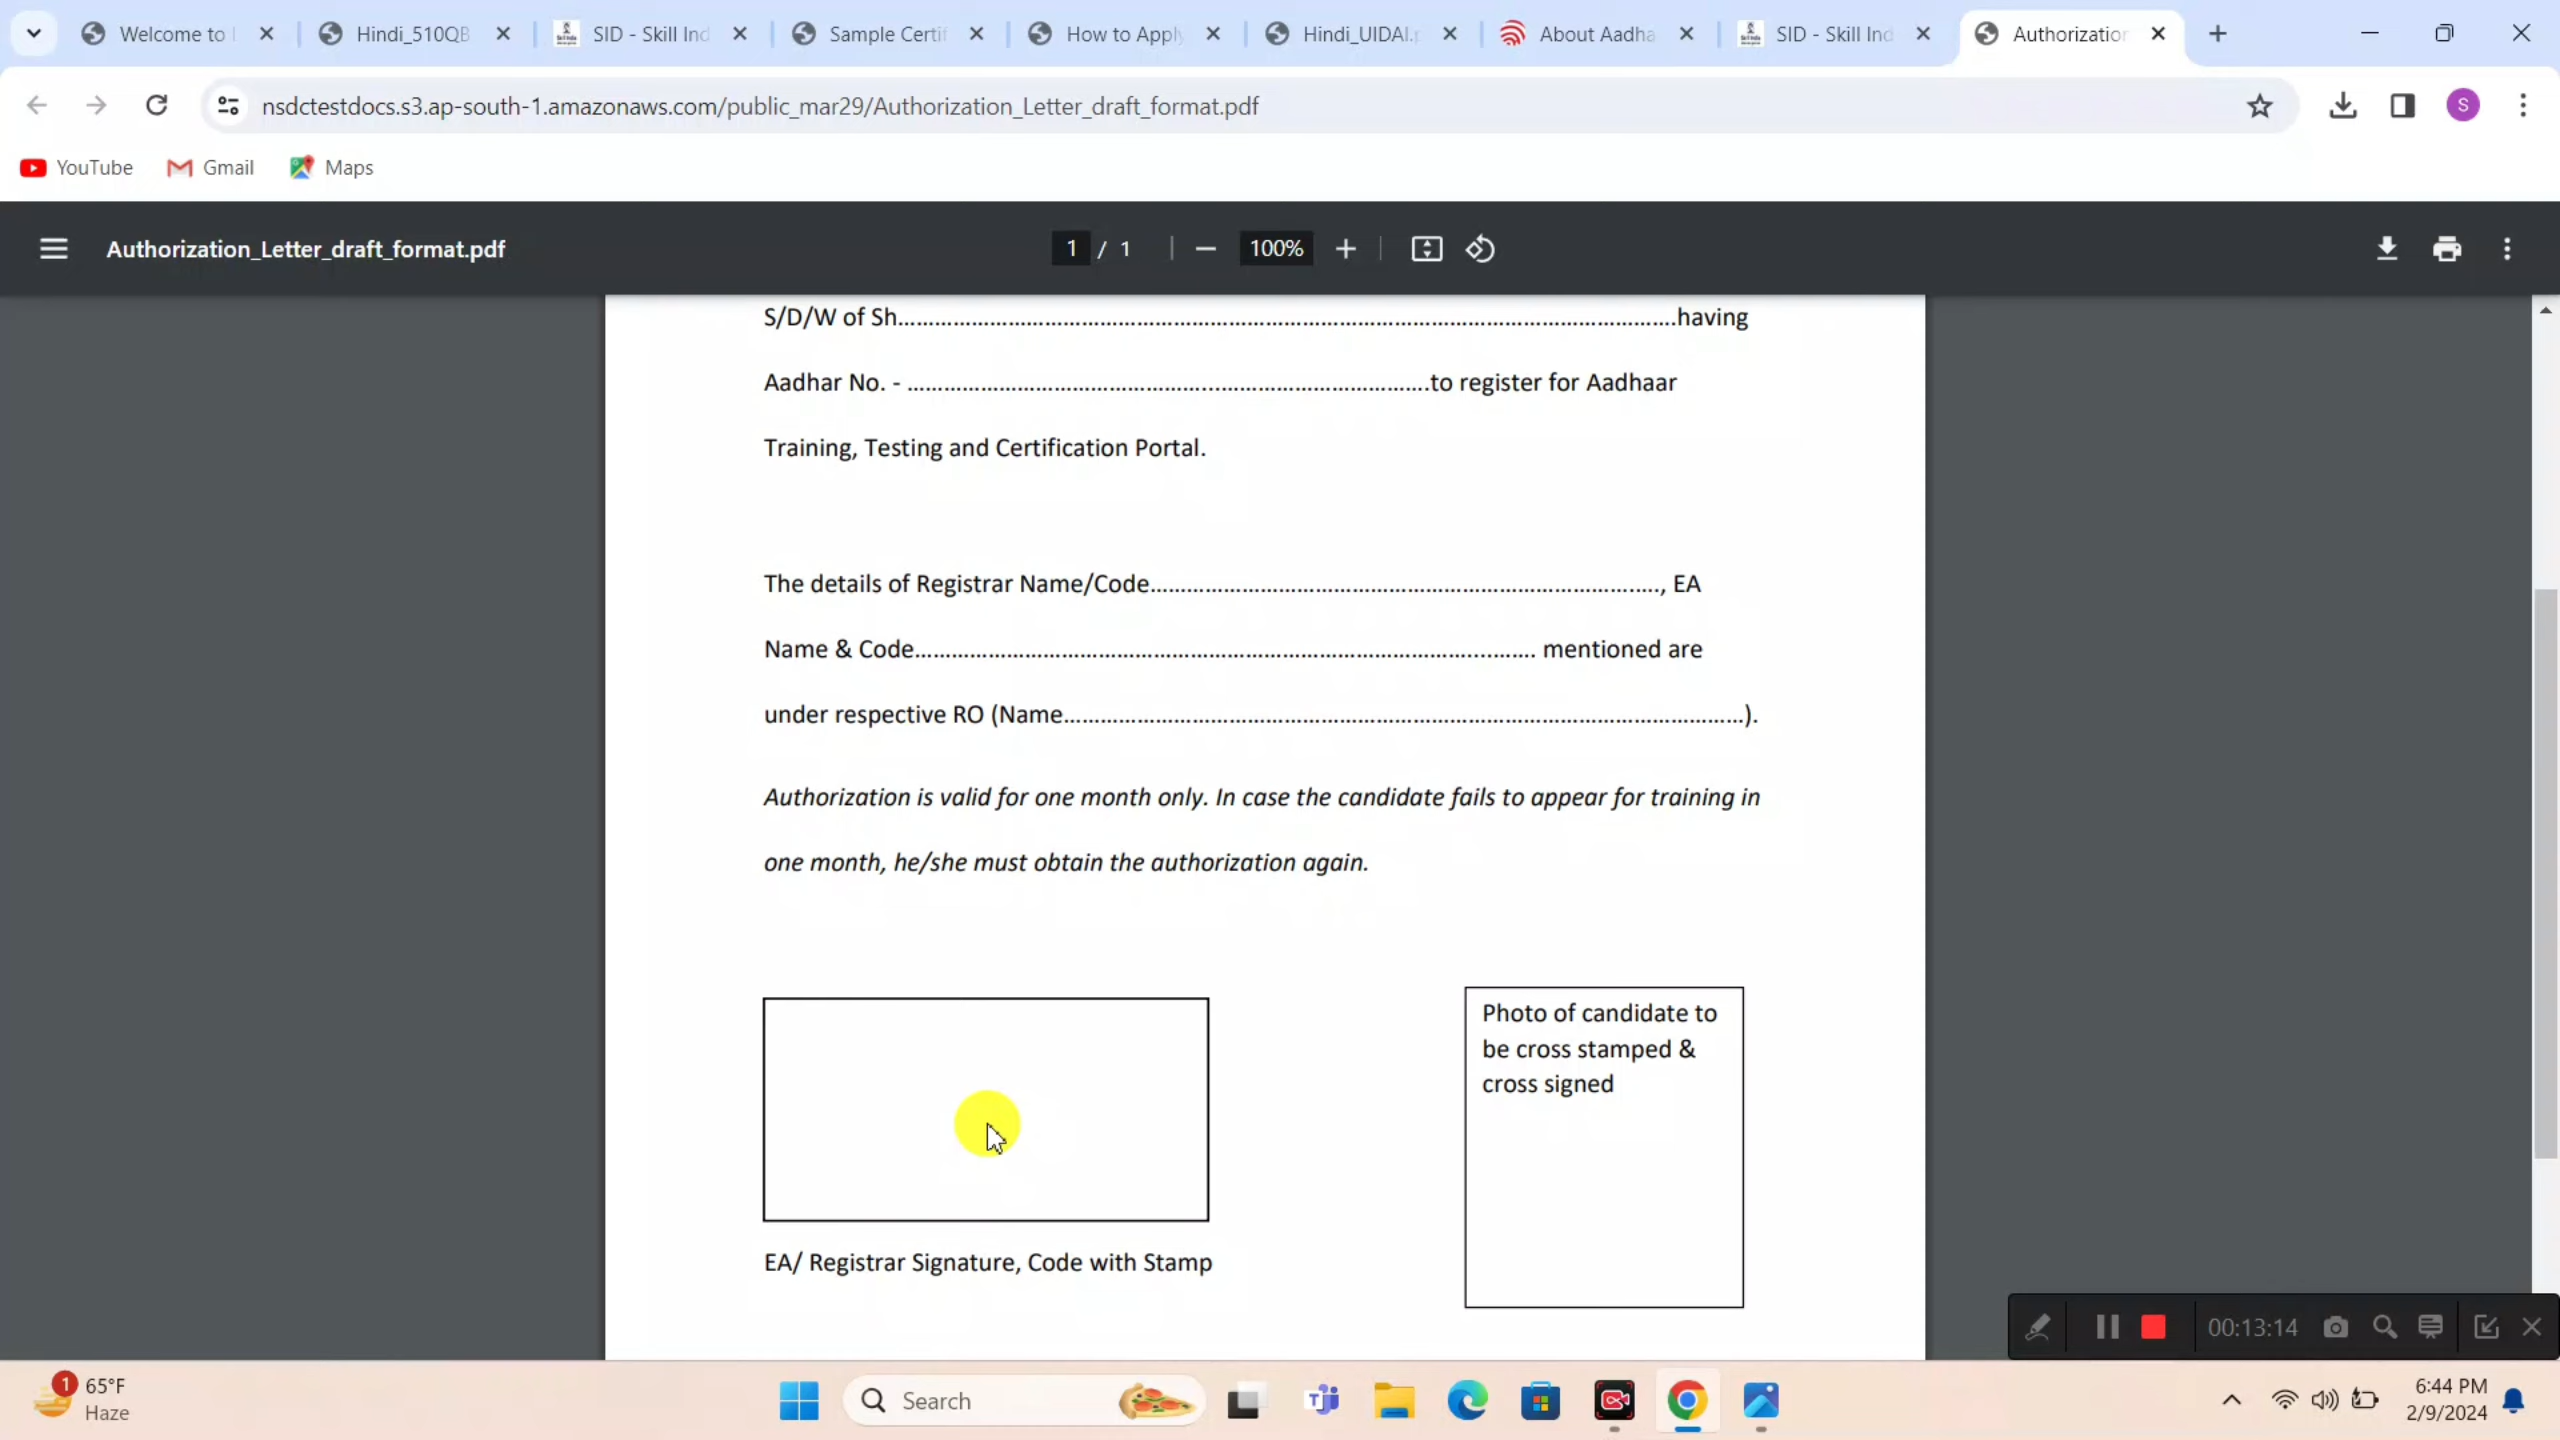 Welcome to
Hindi_510QB
SID - Skill Ind
Sample Certif
How to Apply
Hindi_UIDAI.p
About Aadha
SID - Skill Ind
Authorization
nsdctestdocs.s3.ap-south-1.amazonaws.com/public_mar29/Authorization_Letter_draft_format.pdf
S
YouTube
Gmail
Maps
Authorization_Letter_draft_format.pdf
1 / 1
100%
S/D/W of Sh…………………………………………………………………………………………………………………….having
Aadhar No. - …………………………………………..……………………………….to register for Aadhaar
Training, Testing and Certification Portal.
The details of Registrar Name/Code…………………………………………………………………………..…., EA
Name & Code………………………………………………………………………………………..……. mentioned are
under respective RO (Name………………………………………………………………………………………………………).
Authorization is valid for one month only. In case the candidate fails to appear for training in
one month, he/she must obtain the authorization again.
Photo of candidate to
be cross stamped &
cross signed
EA/ Registrar Signature, Code with Stamp
00:13:14
1
65°F
Haze
Search
6:44 PM
2/9/2024